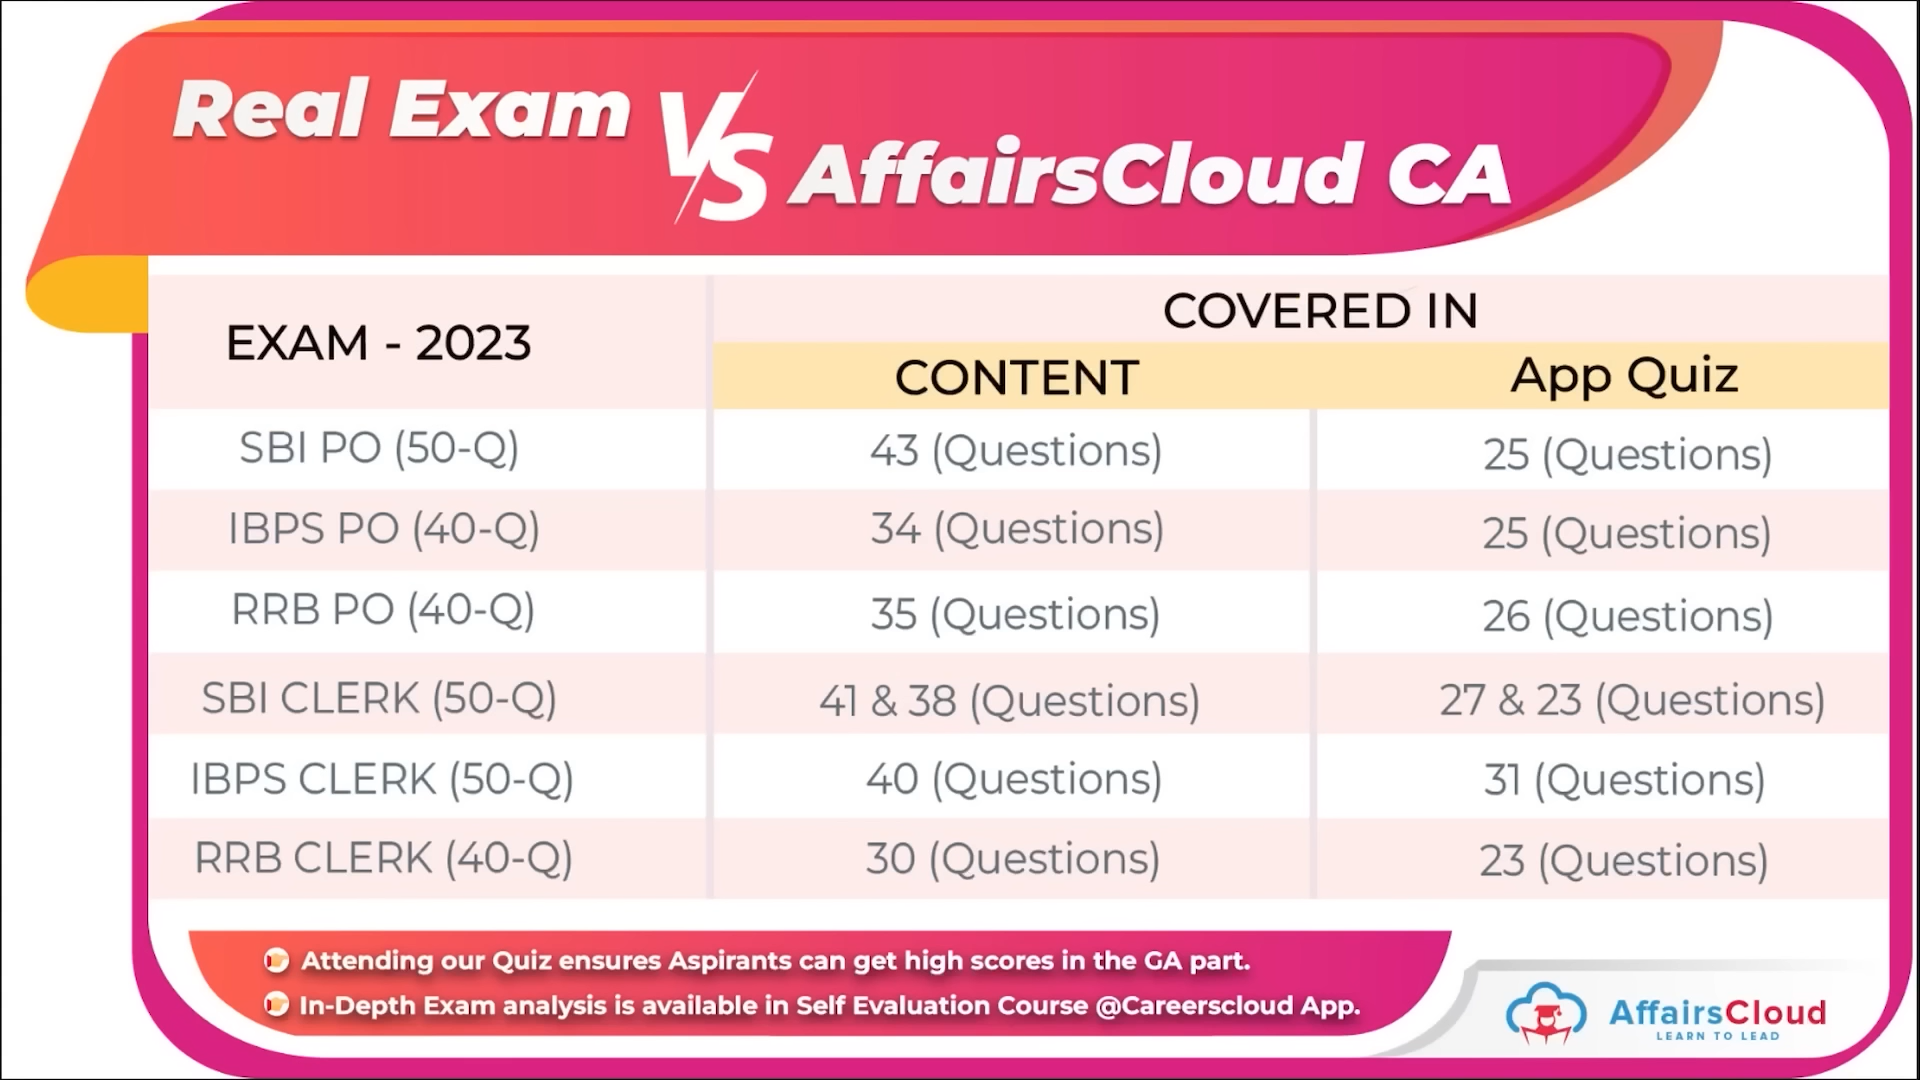 Real Exam VS AffairsCloud CA
EXAM - 2023
COVERED IN
CONTENT
App Quiz
SBI PO (50-Q)
43 (Questions)
25 (Questions)
IBPS PO (40-Q)
34 (Questions)
25 (Questions)
RRB PO (40-Q)
35 (Questions)
26 (Questions)
SBI CLERK (50-Q)
41 & 38 (Questions)
27 & 23 (Questions)
IBPS CLERK (50-Q)
40 (Questions)
31 (Questions)
RRB CLERK (40-Q)
30 (Questions)
23 (Questions)
Attending our Quiz ensures Aspirants can get high scores in the GA part.
In-Depth Exam analysis is available in Self Evaluation Course @Careerscloud App.
AffairsCloud
LEARN TO LEAD